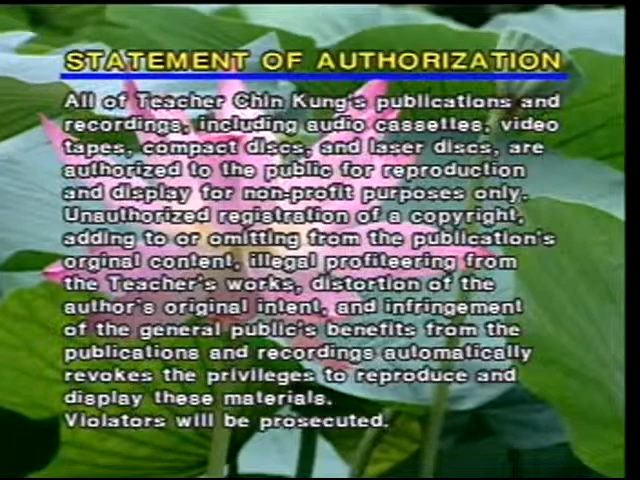 STATEMENT OF AUTHORIZATION
All of Teacher Chin Kung's publications and
recordings, including audio cassettes, video
tapes, compact discs, and laser discs, are
authorized to the public for reproduction
and display for non-profit purposes only.
Unauthorized registration of a copyright,
adding to or omitting from the publication's
orginal content, illegal profiteering from
the Teacher's works, distortion of the
author's original intent, and infringement
of the general public's benefits from the
publications and recordings automatically
revokes the privileges to reproduce and
display these materials.
Violators will be prosecuted.